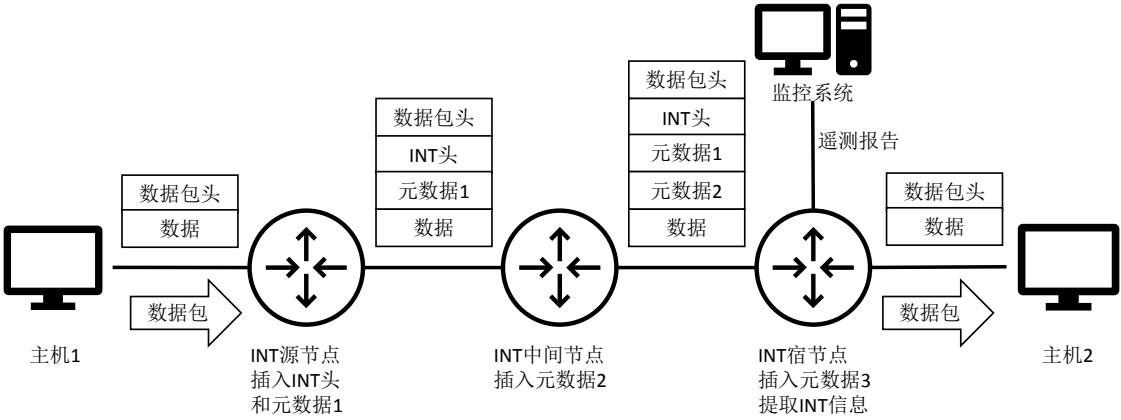 数据包头
数据
数据包
主机1
INT源节点
插入INT头
和元数据1
数据包头
INT头
元数据1
数据
INT中间节点
插入元数据2
数据包头
INT头
元数据1
元数据2
数据
监控系统
遥测报告
INT宿节点
插入元数据3
提取INT信息
数据包头
数据
数据包
主机2